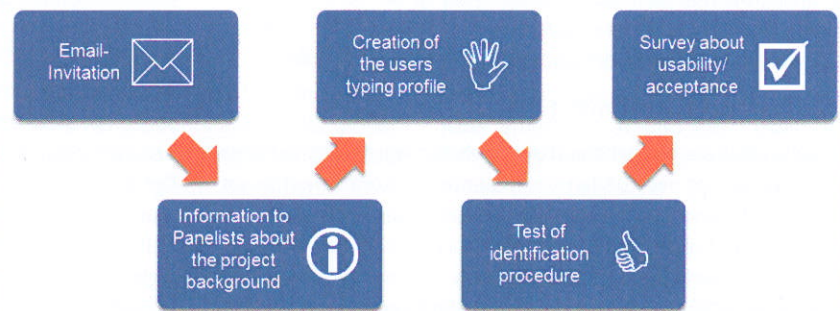 Email-
Invitation
Information to
Panelists about
the project
background
Creation of
the users
typing profile
Test of
identification
procedure
Survey about
usability/
acceptance